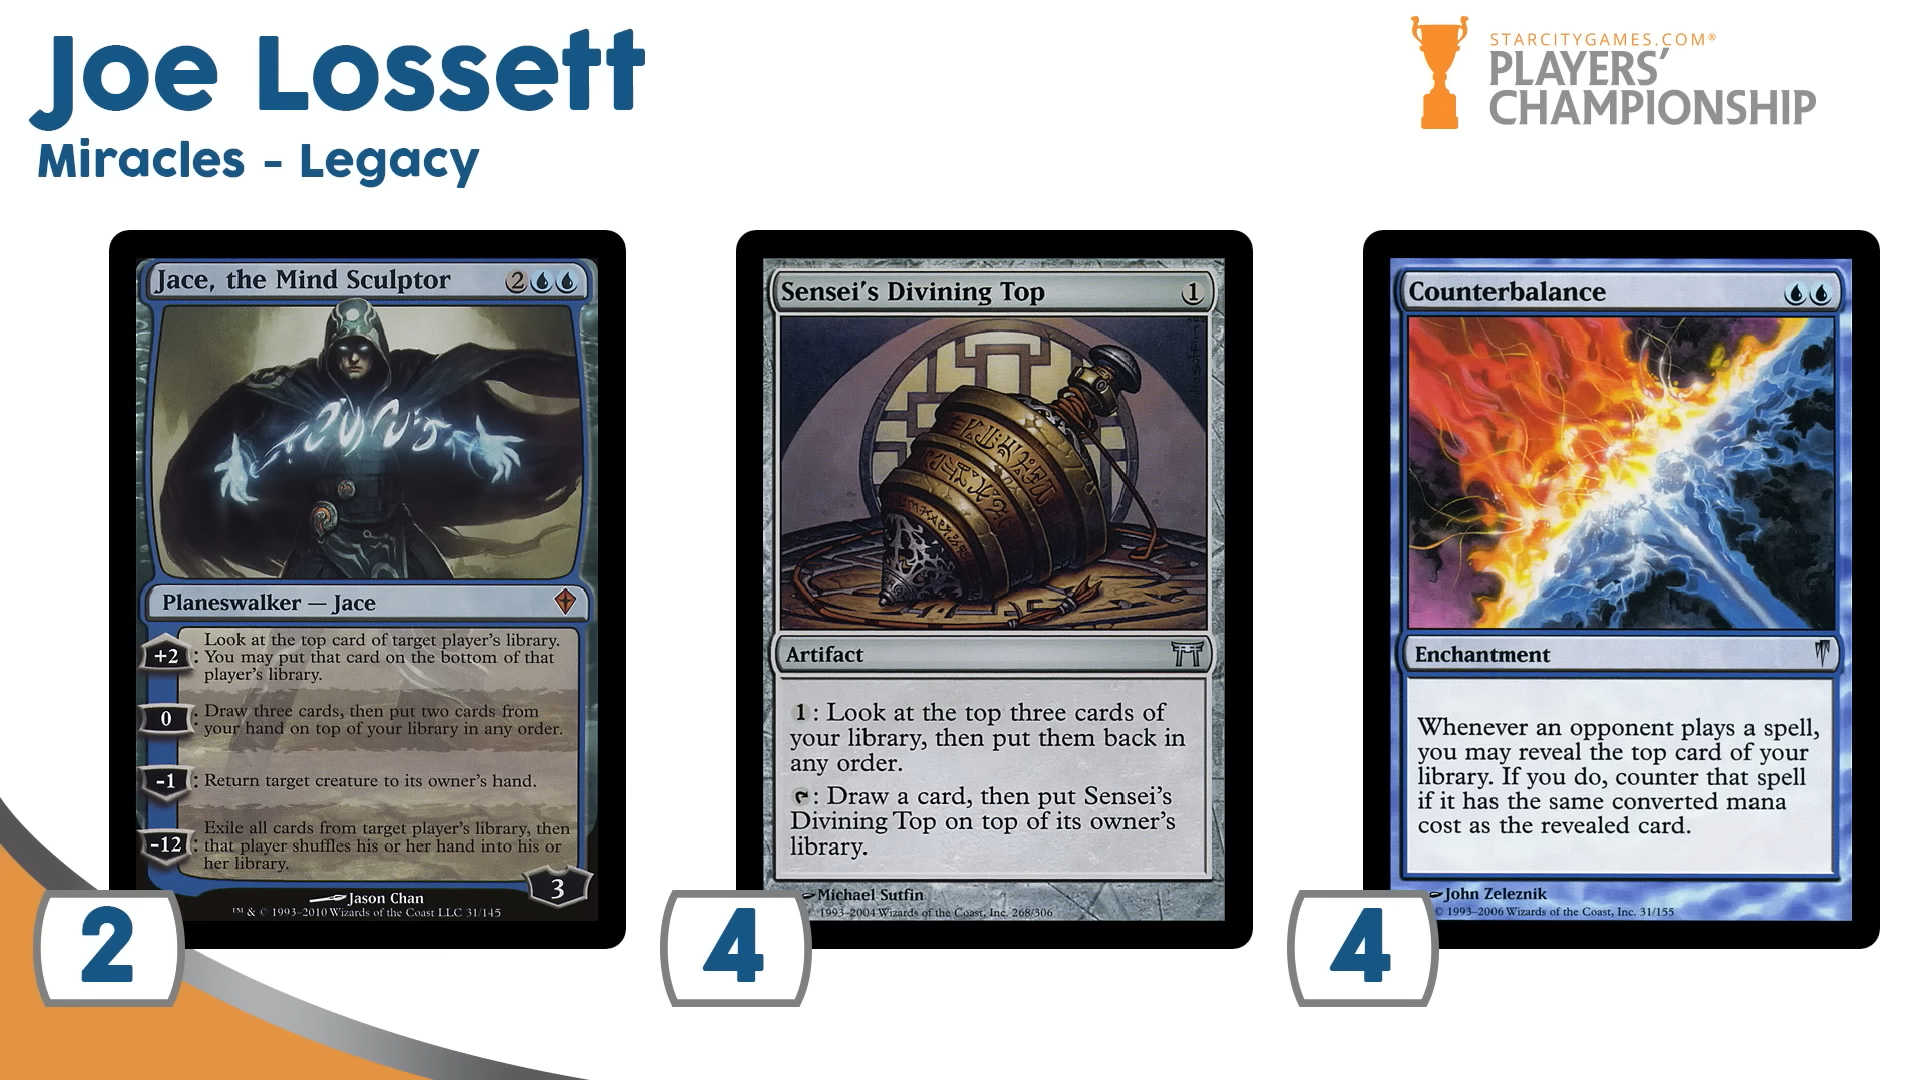 Joe Lossett
Miracles - Legacy
STARCITYGAMES.COM®
PLAYERS'
CHAMPIONSHIP
Jace, the Mind Sculptor 2
Planeswalker — Jace
+2 : Look at the top card of target player's library.
You may put that card on the bottom of that
player's library.
0 : Draw three cards, then put two cards from
your hand on top of your library in any order.
-1 : Return target creature to its owner's hand.
-12 : Exile all cards from target player's library, then
that player shuffles his or her hand into his or
her library.
3
Jason Chan
™ & © 1993-2010 Wizards of the Coast LLC 31/145
2
Sensei's Divining Top 1
Artifact
1: Look at the top three cards of
your library, then put them back in
any order.
: Draw a card, then put Sensei's
Divining Top on top of its owner's
library.
Michael Sutfin
© 1993-2004 Wizards of the Coast, Inc. 268/306
4
Counterbalance
Enchantment
Whenever an opponent plays a spell,
you may reveal the top card of your
library. If you do, counter that spell
if it has the same converted mana
cost as the revealed card.
John Zeleznik
© 1993-2006 Wizards of the Coast, Inc. 31/155
4